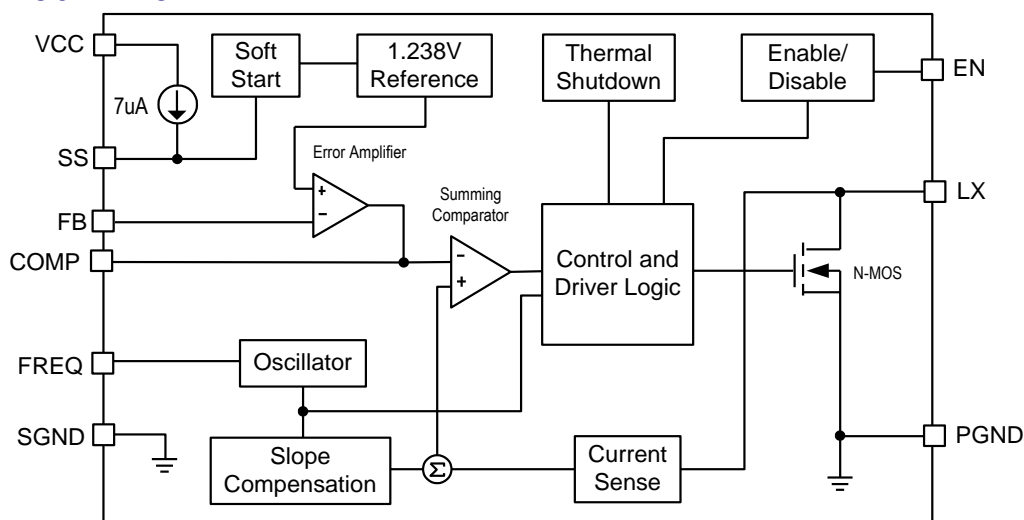 VCC
Soft
Start
1.238V
Reference
Thermal
Shutdown
Enable/
Disable
EN
7uA
SS
Error Amplifier
+
−
FB
Summing
Comparator
LX
COMP
−
+
Control and
Driver Logic
N-MOS
FREQ
Oscillator
SGND
Slope
Compensation
Σ
Current
Sense
PGND